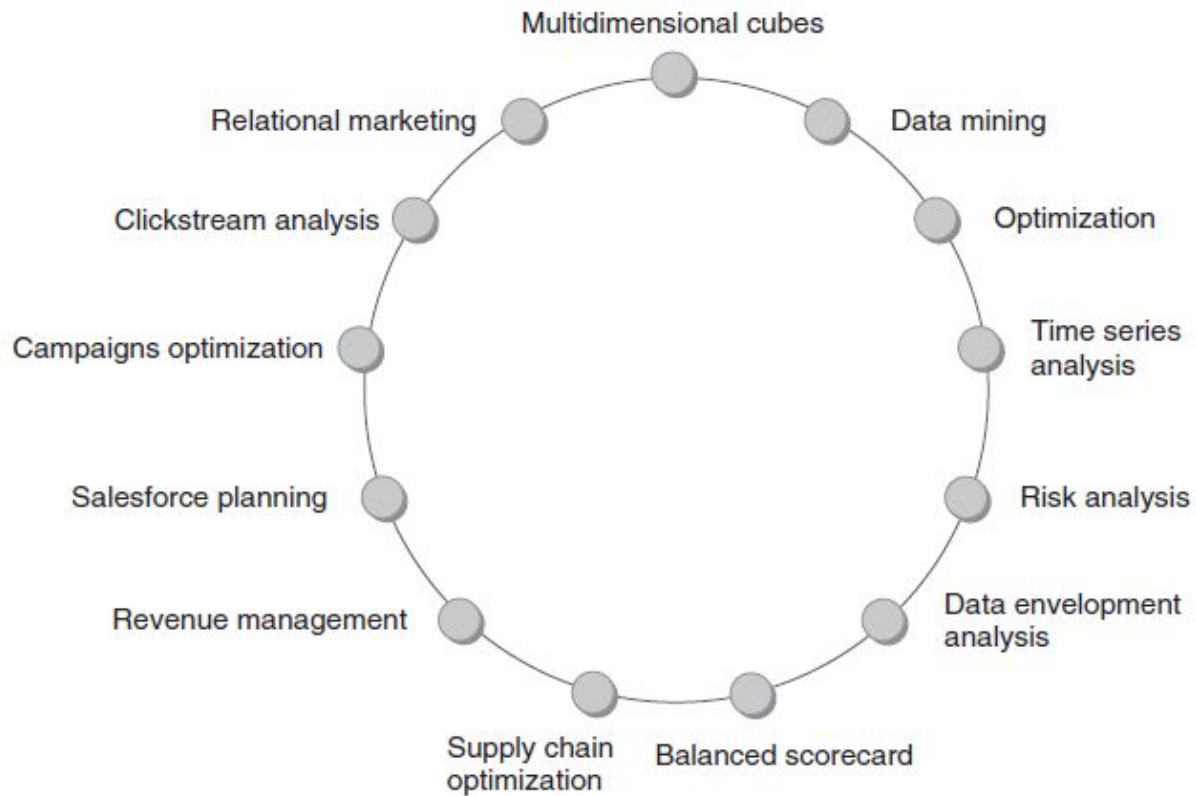 Multidimensional cubes
Relational marketing
Data mining
Clickstream analysis
Optimization
Campaigns optimization
Time series
analysis
Salesforce planning
Risk analysis
Revenue management
Data envelopment
analysis
Supply chain
optimization
Balanced scorecard